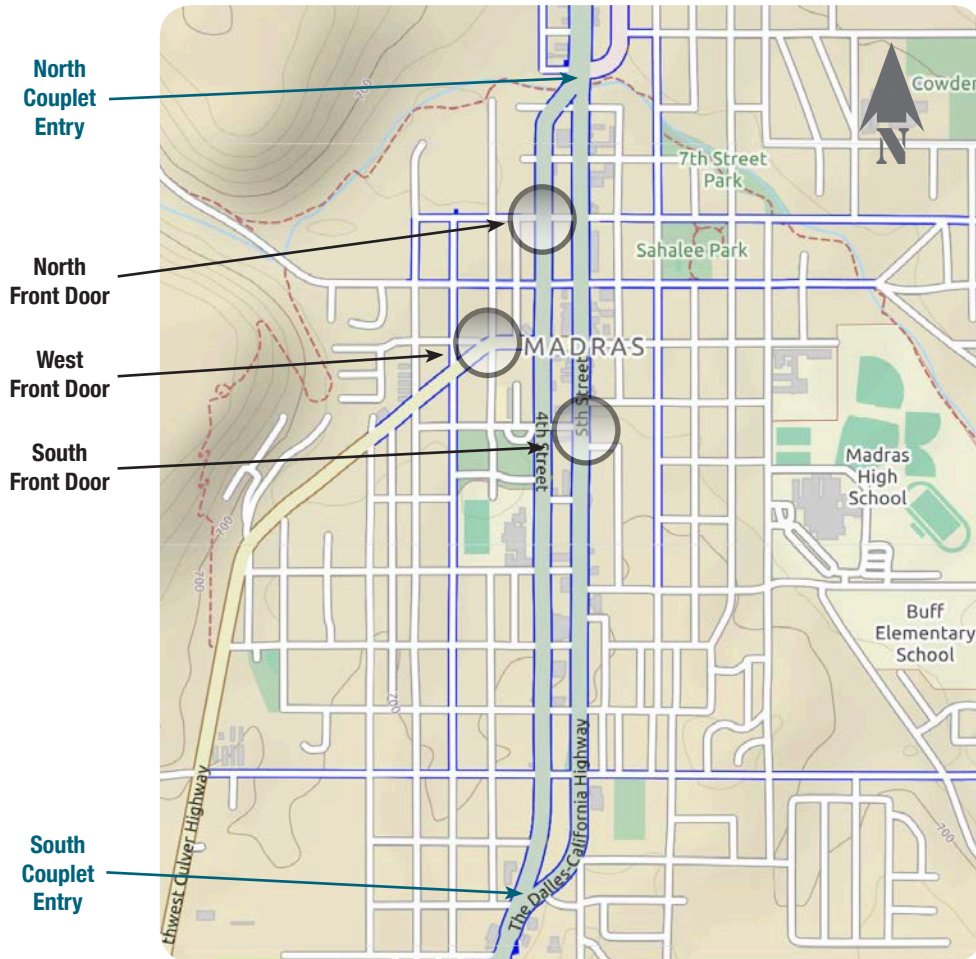 North
Couplet
Entry
North
Front Door
West
Front Door
South
Front Door
South
Couplet
Entry
700
Cowden
N
7th Street
Park
Sahalee Park
MADRAS
5th Street
4th Street
Madras
High
School
700
700
Buff
Elementary
School
700
thwest Culver Highway
The Dalles-California Highway
700